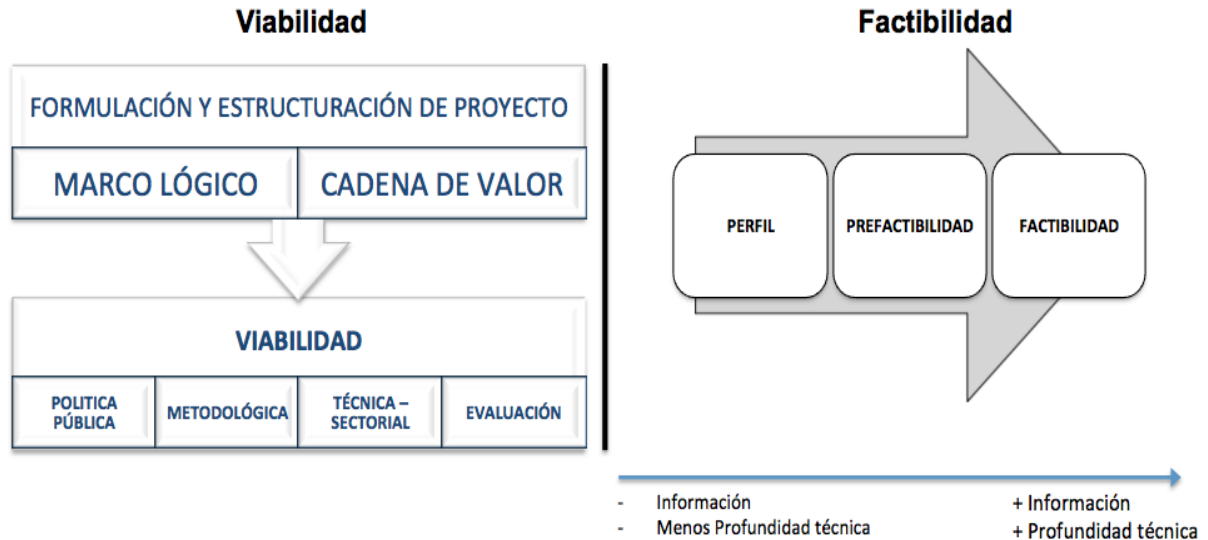 Viabilidad
FORMULACIÓN Y ESTRUCTURACIÓN DE PROYECTO
MARCO LÓGICO
CADENA DE VALOR
VIABILIDAD
POLITICA
PÚBLICA
METODOLÓGICA
TÉCNICA –
SECTORIAL
EVALUACIÓN
Factibilidad
PERFIL
PREFACTIBILIDAD
FACTIBILIDAD
- Información
- Menos Profundidad técnica
+ Información
+ Profundidad técnica